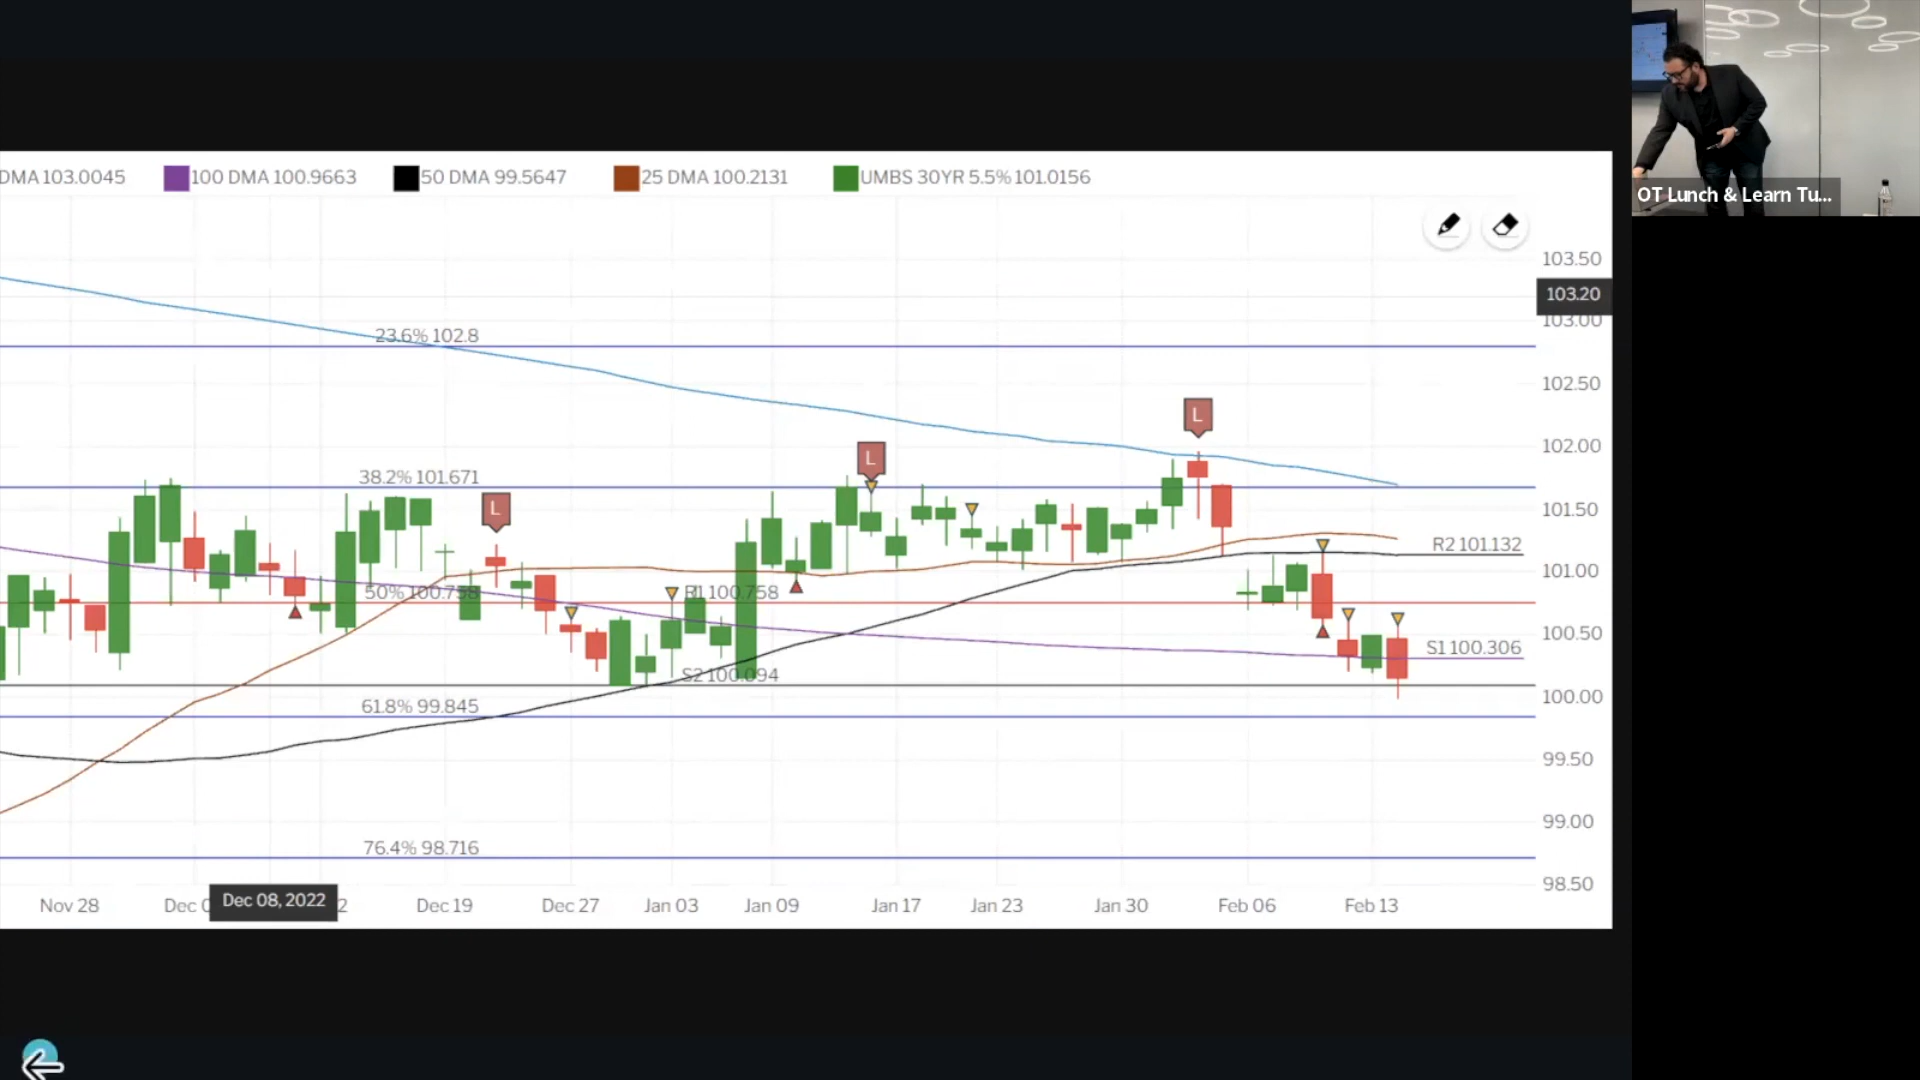 DMA 103.0045 100 DMA 100.9663 50 DMA 99.5647 25 DMA 100.2131 UMBS 30YR 5.5% 101.0156
OT Lunch & Learn Tu...
103.50
103.20
103.00
23.6% 102.8
102.50
L
102.00
L
38.2% 101.671
L
101.50
R2 101.132
101.00
50% 100.758
R1 100.758
100.50
S1 100.306
S2 100.094
100.00
61.8% 99.845
99.50
99.00
76.4% 98.716
98.50
Nov 28 Dec 0 Dec 08, 2022 2 Dec 19 Dec 27 Jan 03 Jan 09 Jan 17 Jan 23 Jan 30 Feb 06 Feb 13